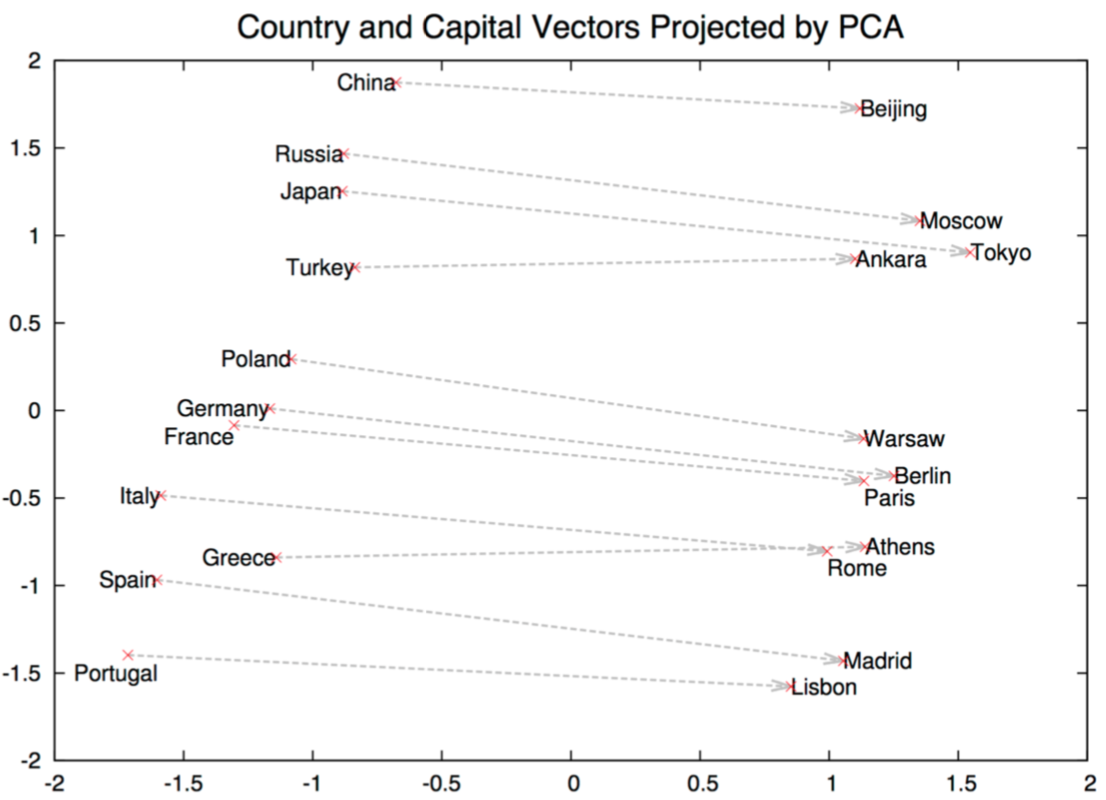 Country and Capital Vectors Projected by PCA
2
China
Beijing
1.5
Russia
Japan
Moscow
1
Tokyo
Ankara
Turkey
0.5
Poland
0
Germany
France
Warsaw
Berlin
-0.5
Italy
Paris
Athens
Greece
Rome
-1
Spain
Madrid
-1.5
Portugal
Lisbon
-2
-2 -1.5 -1 -0.5 0 0.5 1 1.5 2